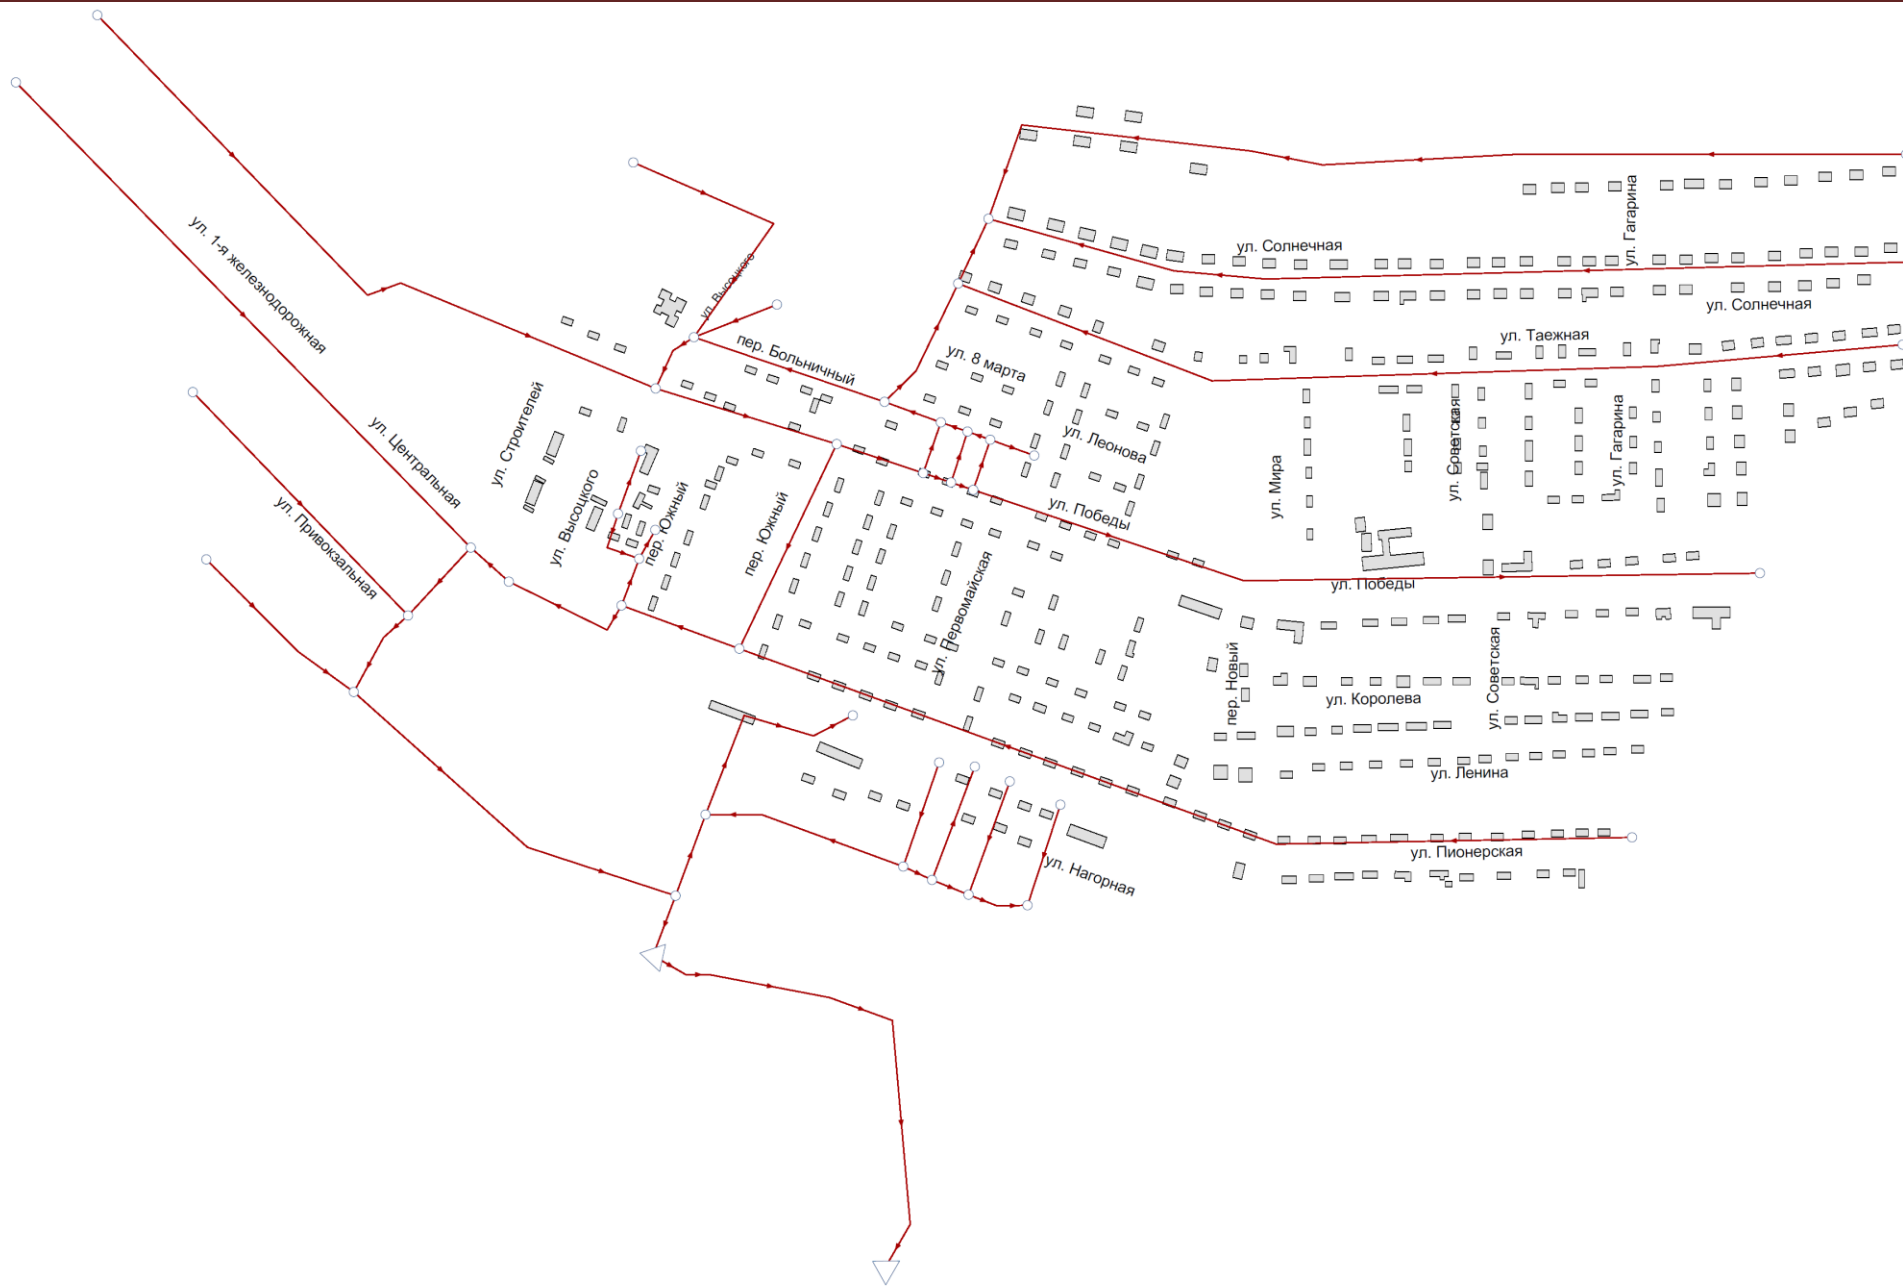 ул. Гагарина
ул. Солнечная
ул. 1-я железнодорожная
ул. Высоцкого
ул. Солнечная
ул. Таежная
пер. Больничный
ул. 8 марта
ул. Строителей
ул. Центральная
ул. Леонова
ул. Советская
ул. Гагарина
ул. Мира
ул. Высоцкого
пер. Южный
пер. Южный
ул. Победы
ул. Привокзальная
ул. Первомайская
ул. Победы
пер. Новый
ул. Советская
ул. Королева
ул. Ленина
ул. Пионерская
ул. Нагорная